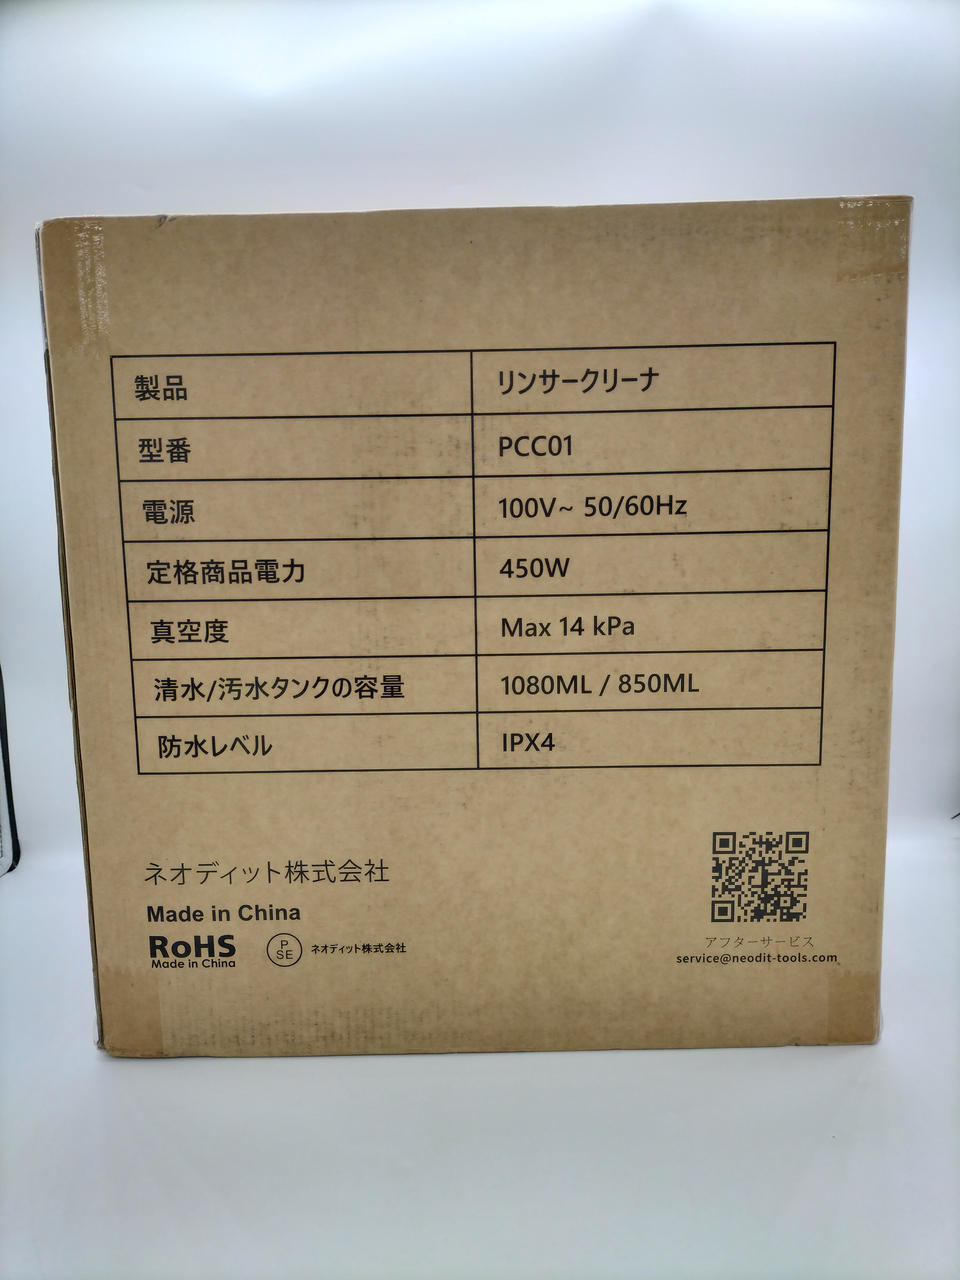 製品 リンサークリーナ
型番 PCC01
電源 100V~ 50/60Hz
定格商品電力 450W
真空度 Max 14 kPa
清水/汚水タンクの容量 1080ML / 850ML
防水レベル IPX4
ネオディット株式会社
Made in China
RoHS
Made in China
PSE
ネオディット株式会社
アフターサービス
service@neodit-tools.com